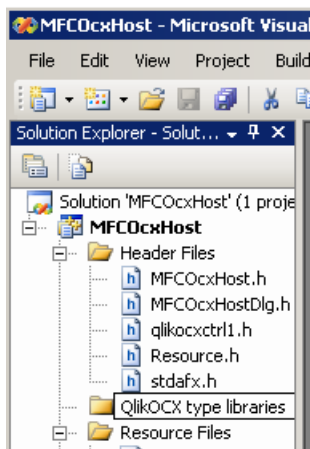 MFCOcxHost - Microsoft Visual
File Edit View Project Build
Solution Explorer - Solut...
Solution 'MFCOcxHost' (1 proje
MFCOcxHost
Header Files
MFCOcxHost.h
MFCOcxHostDlg.h
qlikocxctrl1.h
Resource.h
stdafx.h
QlikOCX type libraries
Resource Files